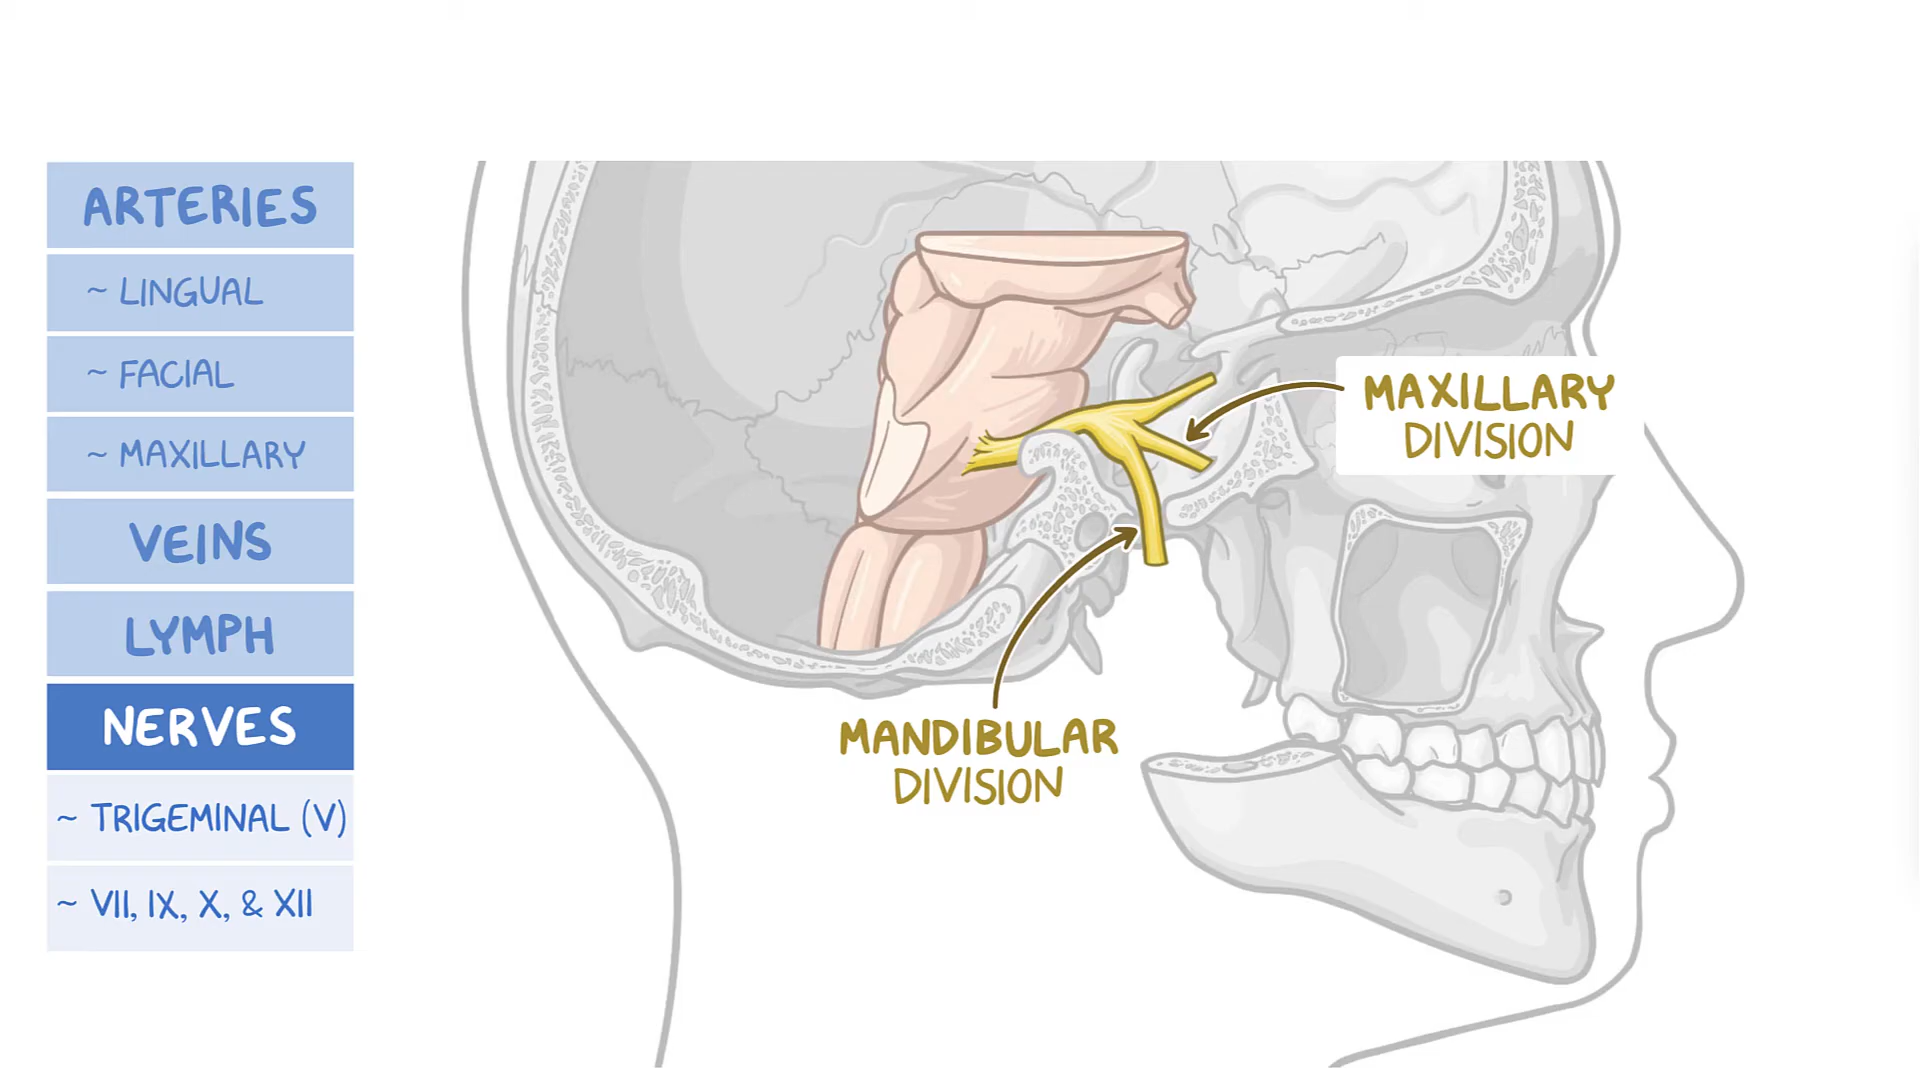 ARTERIES
~ LINGUAL
~ FACIAL
~ MAXILLARY
VEINS
LYMPH
NERVES
~ TRIGEMINAL (V)
~ VII, IX, X, & XII
MAXILLARY
DIVISION
MANDIBULAR
DIVISION